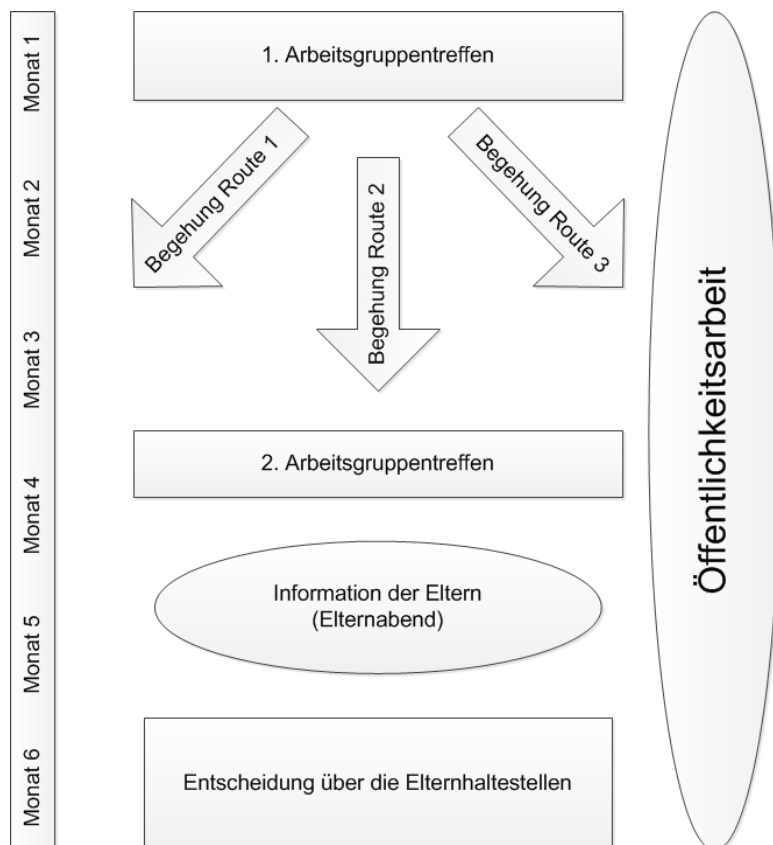 Monat 1
1. Arbeitsgruppentreffen
Monat 2
Begehung Route 1
Begehung Route 2
Begehung Route 3
Monat 3
2. Arbeitsgruppentreffen
Monat 4
Information der Eltern
(Elternabend)
Monat 5
Entscheidung über die Elternhaltestellen
Monat 6
Öffentlichkeitsarbeit